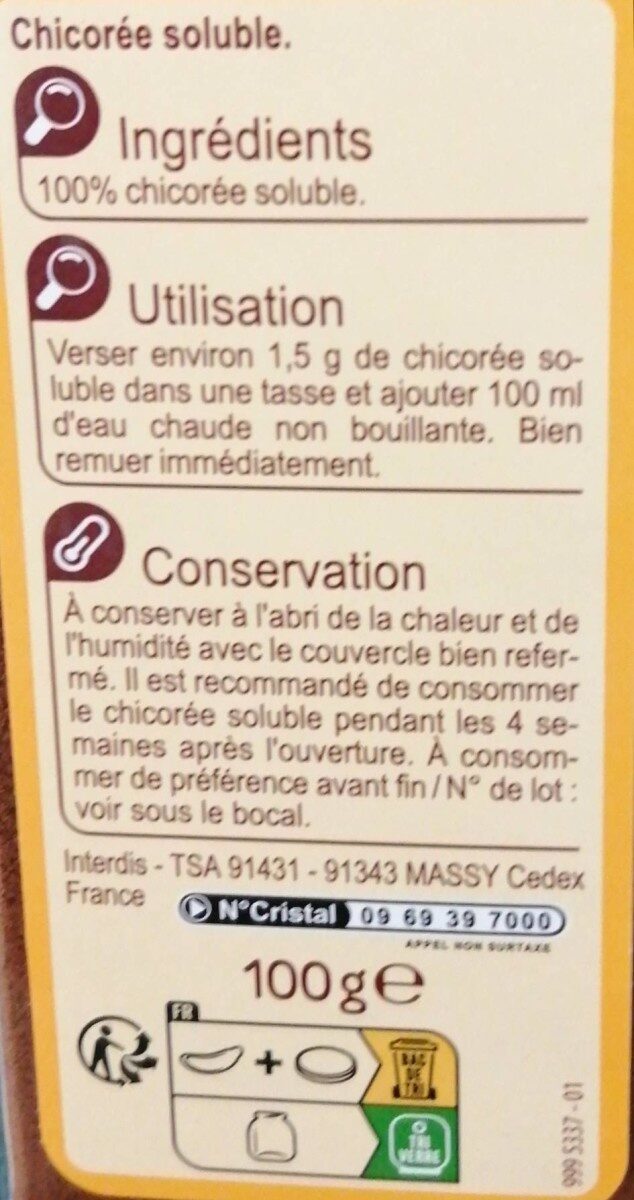 Chicorée soluble.
Ingrédients
100% chicorée soluble.
Utilisation
Verser environ 1,5 g de chicorée so-
luble dans une tasse et ajouter 100 ml
d'eau chaude non bouillante. Bien
remuer immédiatement.
Conservation
À conserver à l'abri de la chaleur et de
l'humidité avec le couvercle bien refer-
mé. Il est recommandé de consommer
le chicorée soluble pendant les 4 se-
maines après l'ouverture. À consom-
mer de préférence avant fin / N° de lot :
voir sous le bocal.
Interdis - TSA 91431 - 91343 MASSY Cedex
France
N°Cristal 09 69 39 7000
APPEL NON SURTAXE
100 g e
FR
+
BAC
DE
TRI
TRI
VERRE
999 5337 - 01